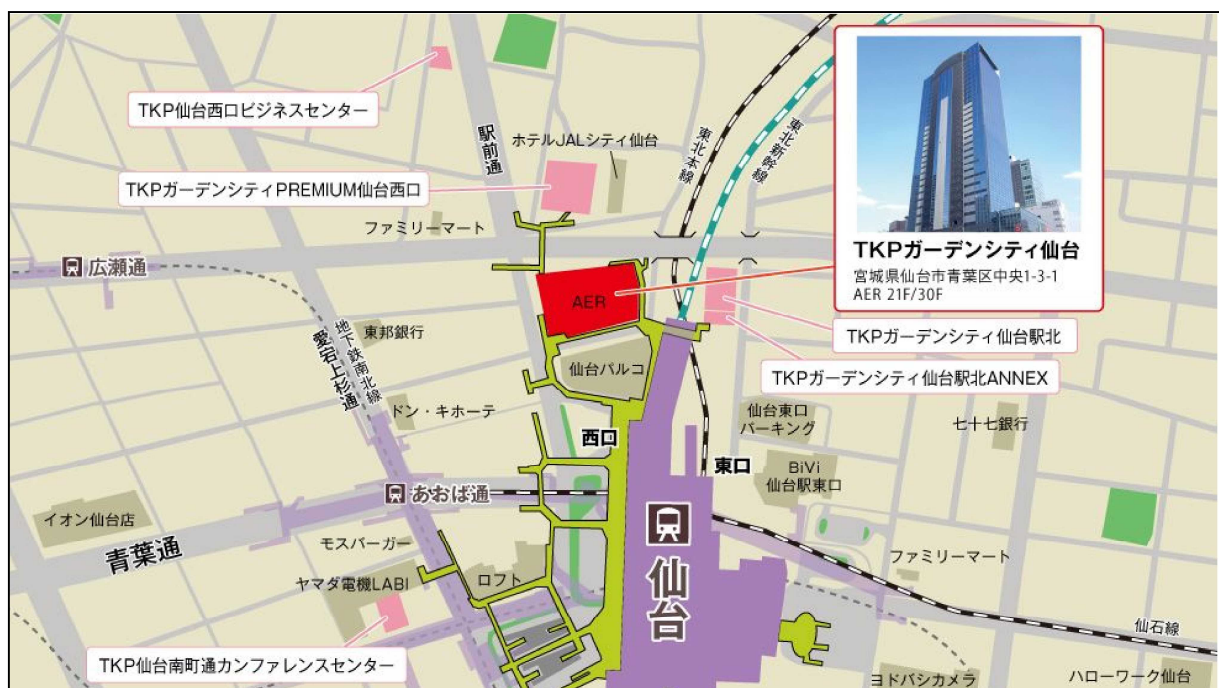 TKP仙台西口ビジネスセンター
駅前通
ホテルJALシティ仙台
東北本線
東北新幹線
TKPガーデンシティPREMIUM仙台西口
ファミリーマート
広瀬通
TKPガーデンシティ仙台
宮城県仙台市青葉区中央1-3-1
AER 21F/30F
AER
東邦銀行
地下鉄南北線
愛宕上杉通
仙台パルコ
TKPガーデンシティ仙台駅北
TKPガーデンシティ仙台駅北ANNEX
ドン・キホーテ
西口
仙台東口
パーキング
七十七銀行
東口
BiVi
仙台駅東口
あおば通
イオン仙台店
青葉通
モスバーガー
ヤマダ電機LABI
ロフト
仙台
ファミリーマート
仙石線
TKP仙台南町通カンファレンスセンター
ヨドバシカメラ
ハローワーク仙台